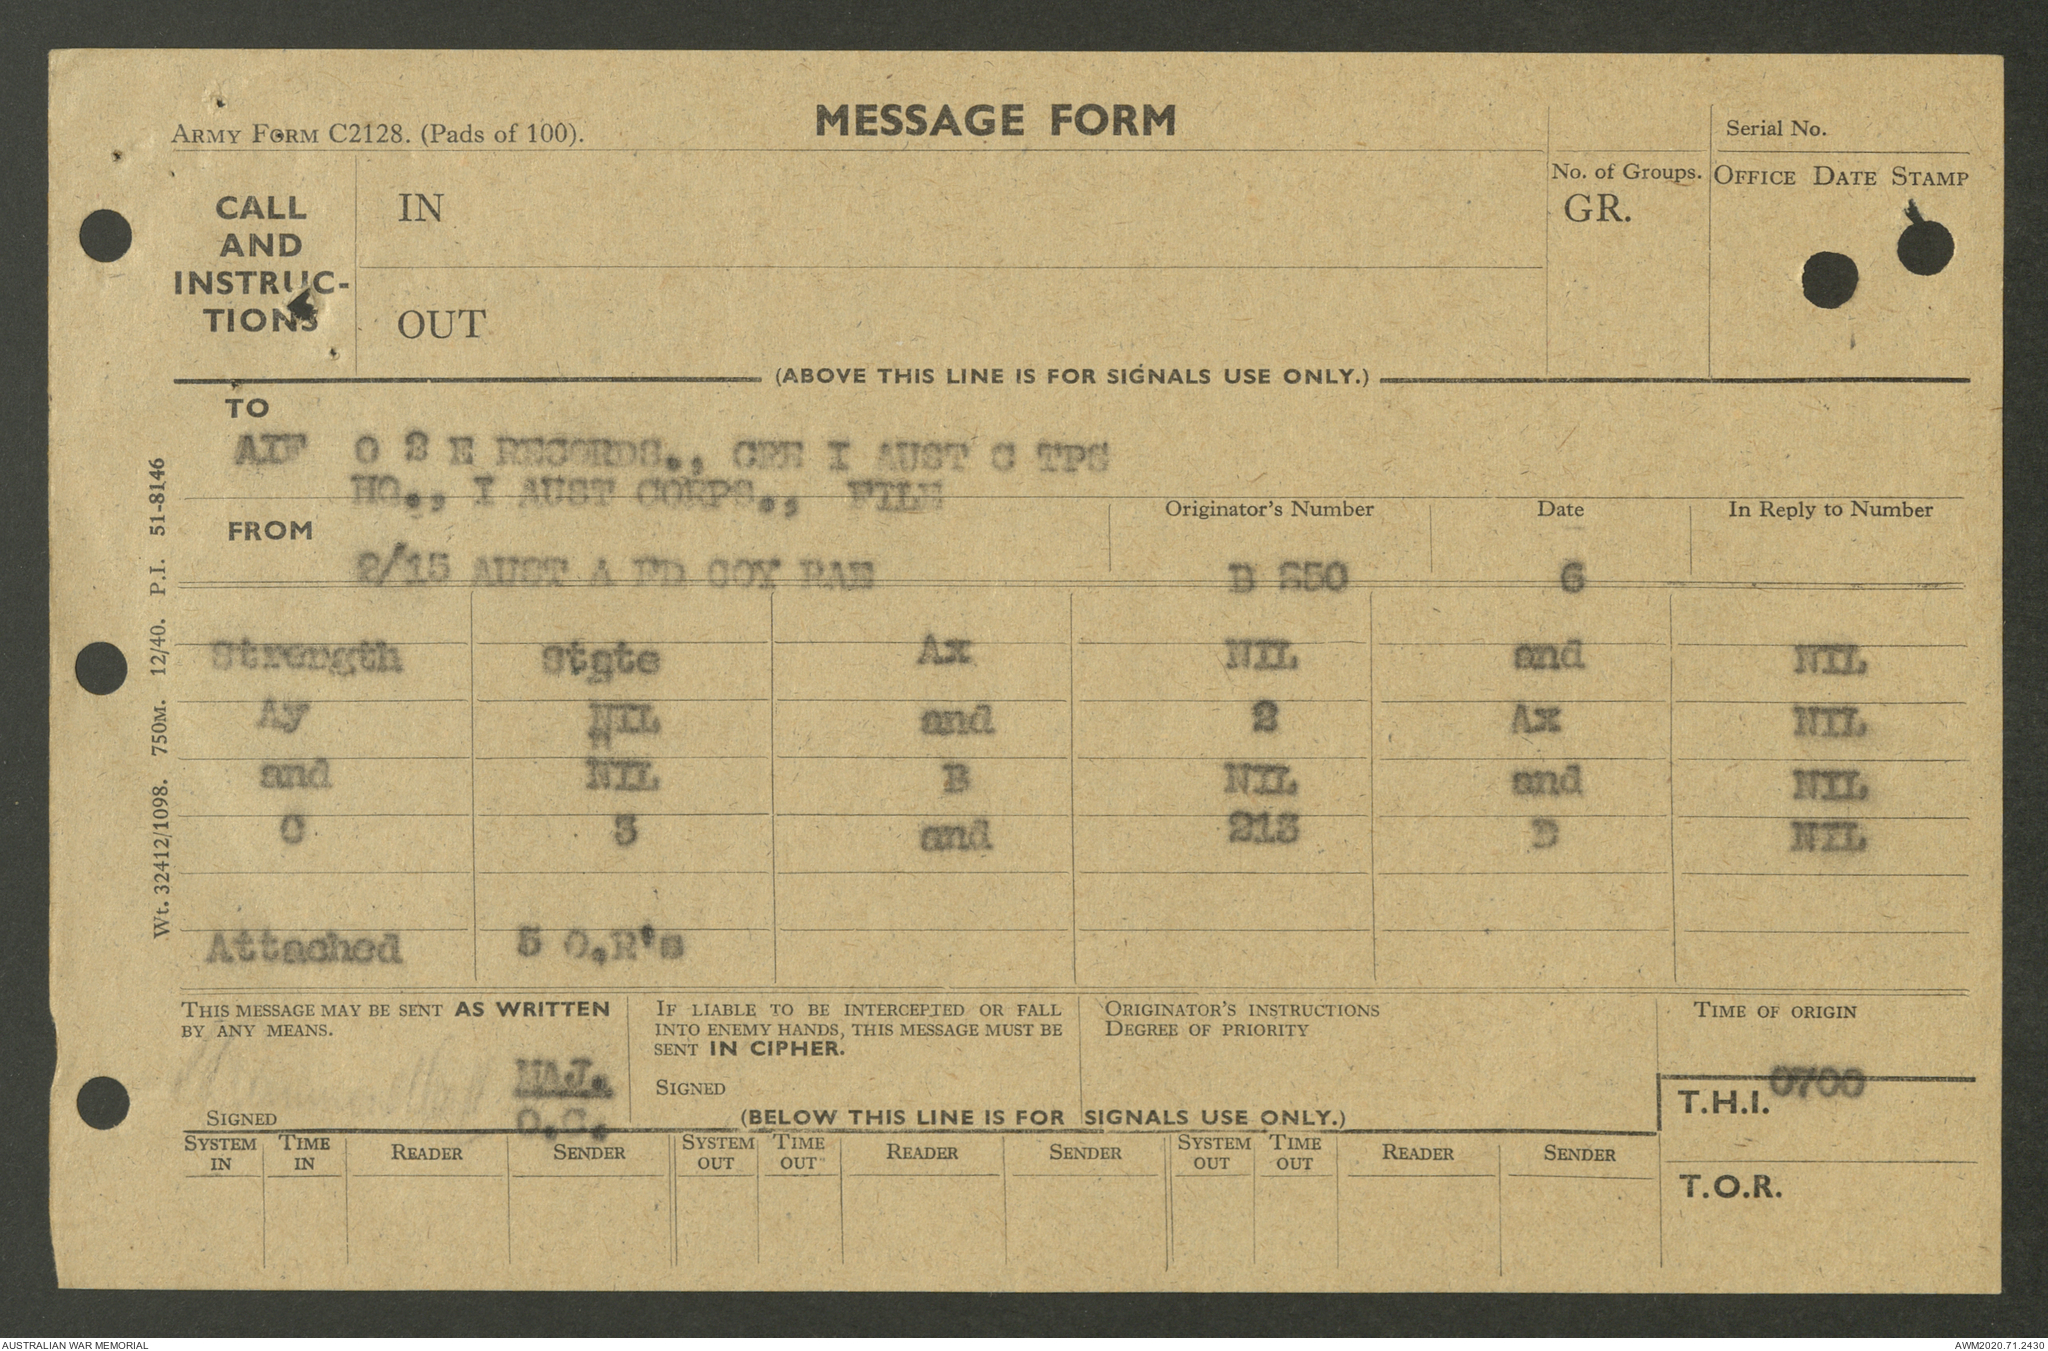 MESSAGE FORM
ARMY FORM C2128. (Pads of 100).
Serial No.
CALL AND INSTRUC-TIONS
IN
No. of Groups.
GR.
OFFICE DATE STAMP
OUT
(ABOVE THIS LINE IS FOR SIGNALS USE ONLY.)
TO
AIF O 2 E RECORDS., CRE I AUST C TPS
HQ., I AUST CORPS., FILE
FROM
Originator's Number
Date
In Reply to Number
2/15 AUST A FD COY RAE
B 250
6
Strength State Ax NIL and NIL
Ay NIL and 2 Ax NIL
and NIL B NIL and NIL
C 3 and 213 D NIL
Attached 5 O.R's
Wt. 32412/1098. 750M. 12/40. P.I. 51-8146
THIS MESSAGE MAY BE SENT AS WRITTEN
BY ANY MEANS.
MAJ.
SIGNED
O.C.
IF LIABLE TO BE INTERCEPTED OR FALL
INTO ENEMY HANDS, THIS MESSAGE MUST BE
SENT IN CIPHER.
SIGNED
ORIGINATOR'S INSTRUCTIONS
DEGREE OF PRIORITY
TIME OF ORIGIN
0700
T.H.I.
(BELOW THIS LINE IS FOR SIGNALS USE ONLY.)
SYSTEM IN TIME IN READER SENDER SYSTEM OUT TIME OUT READER SENDER SYSTEM OUT TIME OUT READER SENDER
T.O.R.
AUSTRALIAN WAR MEMORIAL
AWM2020.71.2430